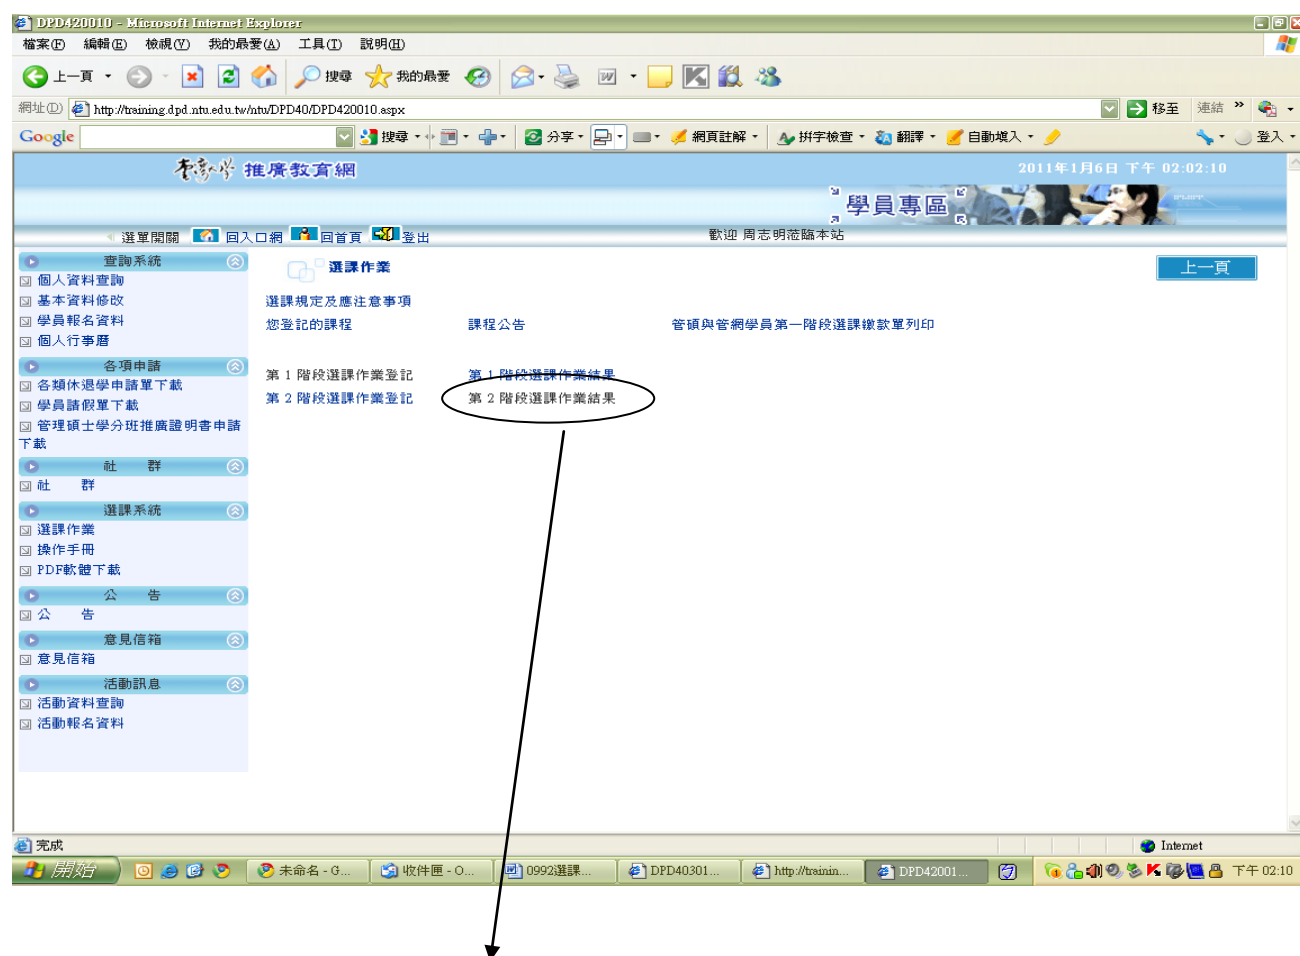 DPD420010 - Microsoft Internet Explorer
檔案(F) 編輯(E) 檢視(V) 我的最愛(A) 工具(T) 說明(H)
上一頁 搜尋 我的最愛
網址(D) http://training.dpd.ntu.edu.tw/ntu/DPD40/DPD420010.aspx 移至 連結 »
Google 搜尋 分享 網頁註解 拼字檢查 翻譯 自動填入 登入
推廣教育網 2011年1月6日 下午 02:02:10
學員專區
選單開關 回入口網 回首頁 登出 歡迎 周志明蒞臨本站
查詢系統
個人資料查詢
基本資料修改
學員報名資料
個人行事曆
各項申請
各類休退學申請單下載
學員請假單下載
管理碩士學分班推廣證明書申請
下載
社 群
社 群
選課系統
選課作業
操作手冊
PDF軟體下載
公 告
公 告
意見信箱
意見信箱
活動訊息
活動資料查詢
活動報名資料
選課作業 上一頁
選課規定及應注意事項
您登記的課程 課程公告 管碩與管網學員第一階段選課繳款單列印
第 1 階段選課作業登記 第 1 階段選課作業結果
第 2 階段選課作業登記 第 2 階段選課作業結果
完成 Internet
開始 未命名 - G... 收件匣 - O... 0992選課... DPD40301... http://trainin... DPD42001... 下午 02:10